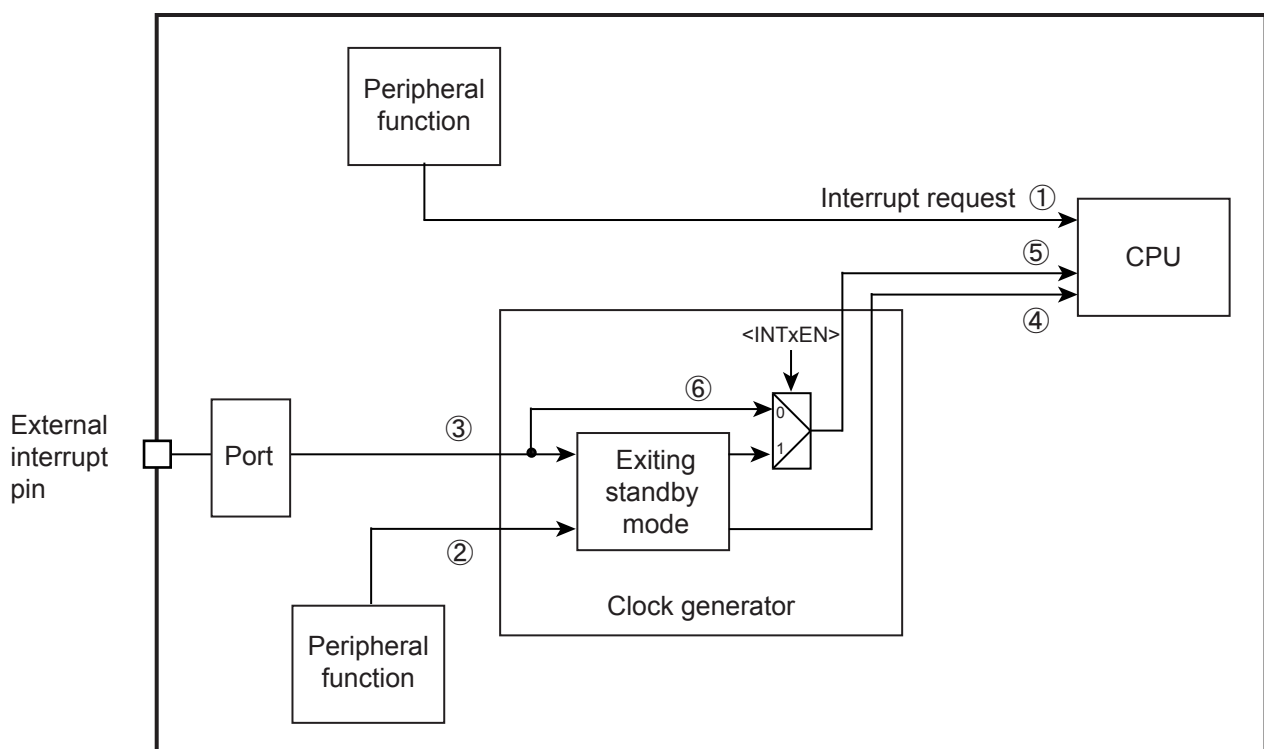 Peripheral
function
Interrupt request ①
CPU
⑤
④
<INTxEN>
⑥
0
1
External
interrupt
pin
Port
③
Exiting
standby
mode
②
Clock generator
Peripheral
function